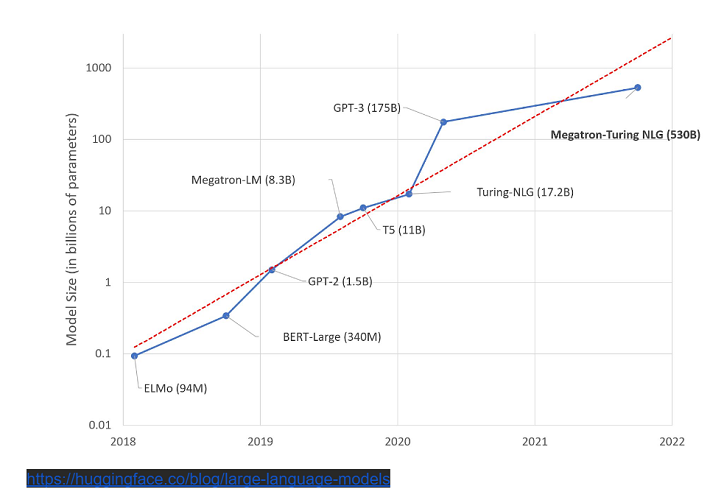 1000
GPT-3 (175B)
100
Megatron-Turing NLG (530B)
Megatron-LM (8.3B)
Turing-NLG (17.2B)
10
T5 (11B)
Model Size (in billions of parameters)
GPT-2 (1.5B)
1
BERT-Large (340M)
0.1
ELMo (94M)
0.01
2018 2019 2020 2021 2022
https://huggingface.co/blog/large-language-models